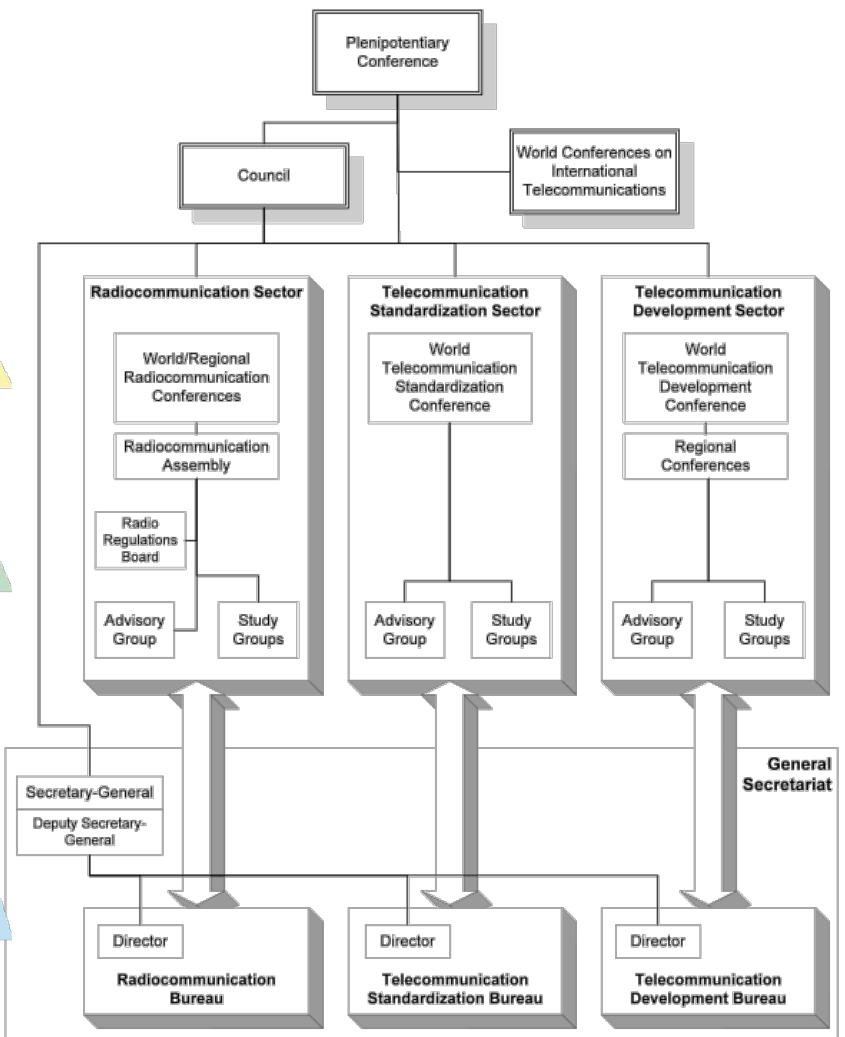 Plenipotentiary
Conference
Council
World Conferences on
International
Telecommunications
Radiocommunication Sector
World/Regional
Radiocommunication
Conferences
Radiocommunication
Assembly
Radio
Regulations
Board
Advisory
Group
Study
Groups
Telecommunication
Standardization Sector
World
Telecommunication
Standardization
Conference
Advisory
Group
Study
Groups
Telecommunication
Development Sector
World
Telecommunication
Development
Conference
Regional
Conferences
Advisory
Group
Study
Groups
General
Secretariat
Secretary-General
Deputy Secretary-
General
Director
Radiocommunication
Bureau
Director
Telecommunication
Standardization Bureau
Director
Telecommunication
Development Bureau